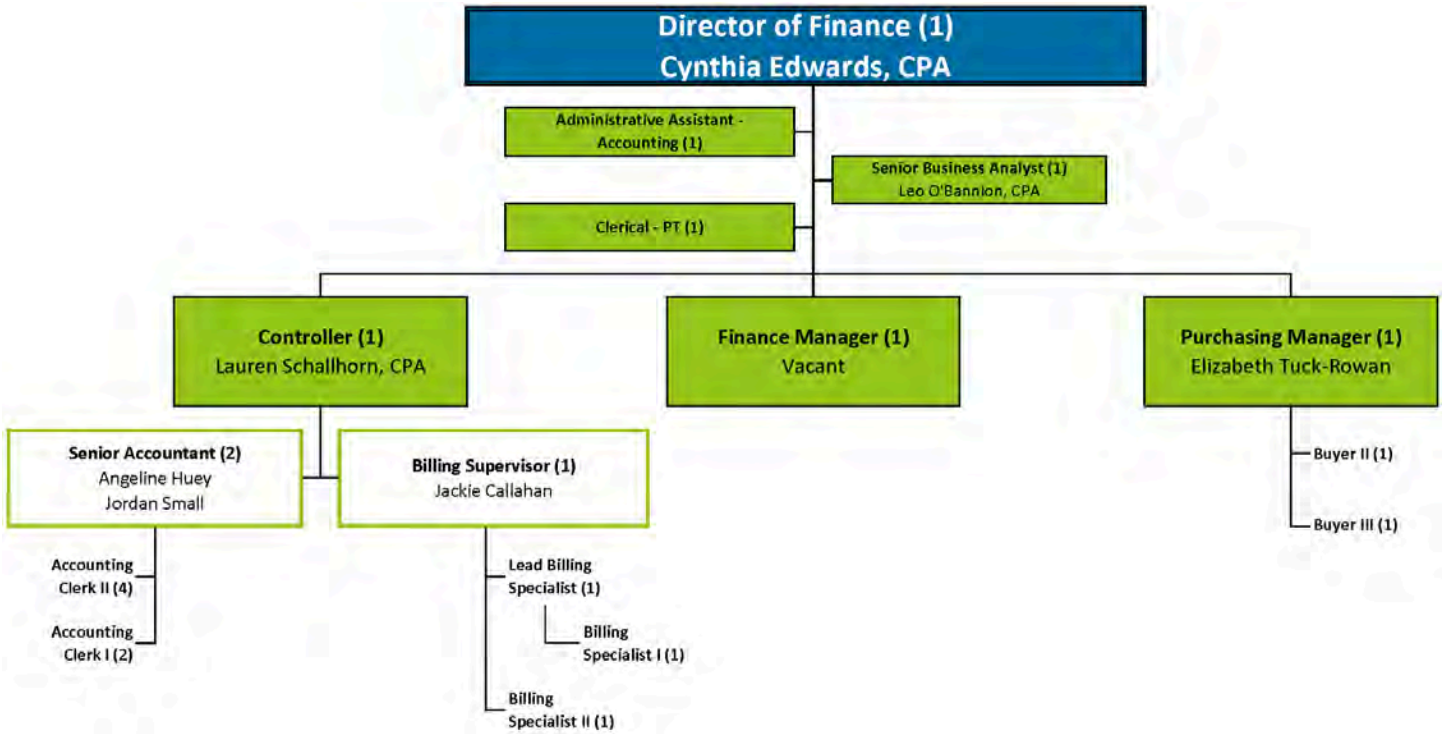 Director of Finance (1)
Cynthia Edwards, CPA
Administrative Assistant -
Accounting (1)
Senior Business Analyst (1)
Leo O'Bannion, CPA
Clerical - PT (1)
Controller (1)
Lauren Schallhorn, CPA
Finance Manager (1)
Vacant
Purchasing Manager (1)
Elizabeth Tuck-Rowan
Senior Accountant (2)
Angeline Huey
Jordan Small
Billing Supervisor (1)
Jackie Callahan
Buyer II (1)
Buyer III (1)
Accounting
Clerk II (4)
Accounting
Clerk I (2)
Lead Billing
Specialist (1)
Billing
Specialist I (1)
Billing
Specialist II (1)